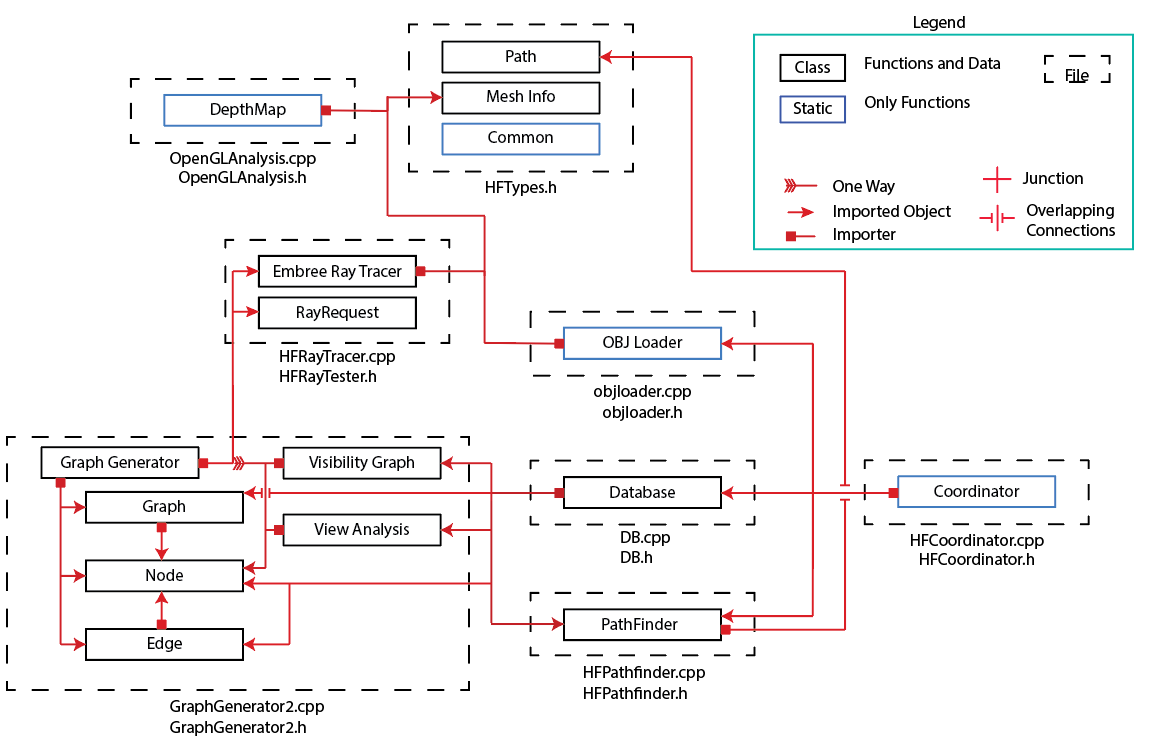 Legend
Class
Functions and Data
File
Static
Only Functions
One Way
Junction
Imported Object
Overlapping
Connections
Importer
Path
Mesh Info
Common
HFTypes.h
DepthMap
OpenGLAnalysis.cpp
OpenGLAnalysis.h
Embree Ray Tracer
RayRequest
HFRayTracer.cpp
HFRayTester.h
OBJ Loader
objloader.cpp
objloader.h
Graph Generator
Visibility Graph
Graph
View Analysis
Node
Edge
GraphGenerator2.cpp
GraphGenerator2.h
Database
DB.cpp
DB.h
Coordinator
HFCoordinator.cpp
HFCoordinator.h
PathFinder
HFPathfinder.cpp
HFPathfinder.h